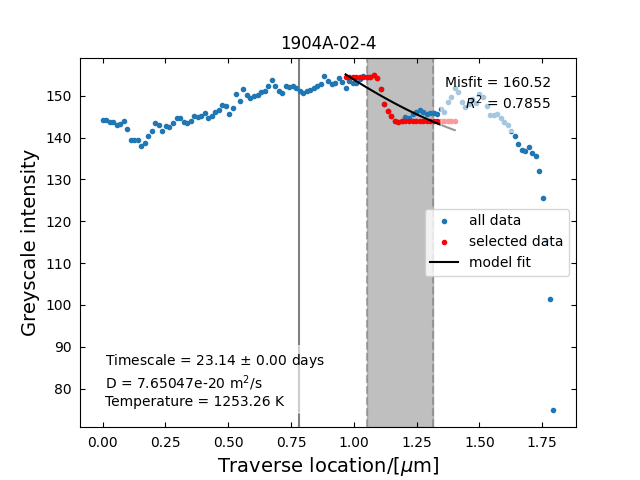 1904A-02-4
Misfit = 160.52
R² = 0.7855
Greyscale intensity
150
140
130
120
110
100
90
80
all data
selected data
model fit
Timescale = 23.14 ± 0.00 days
D = 7.65047e-20 m²/s
Temperature = 1253.26 K
0.00 0.25 0.50 0.75 1.00 1.25 1.50 1.75
Traverse location/[μm]